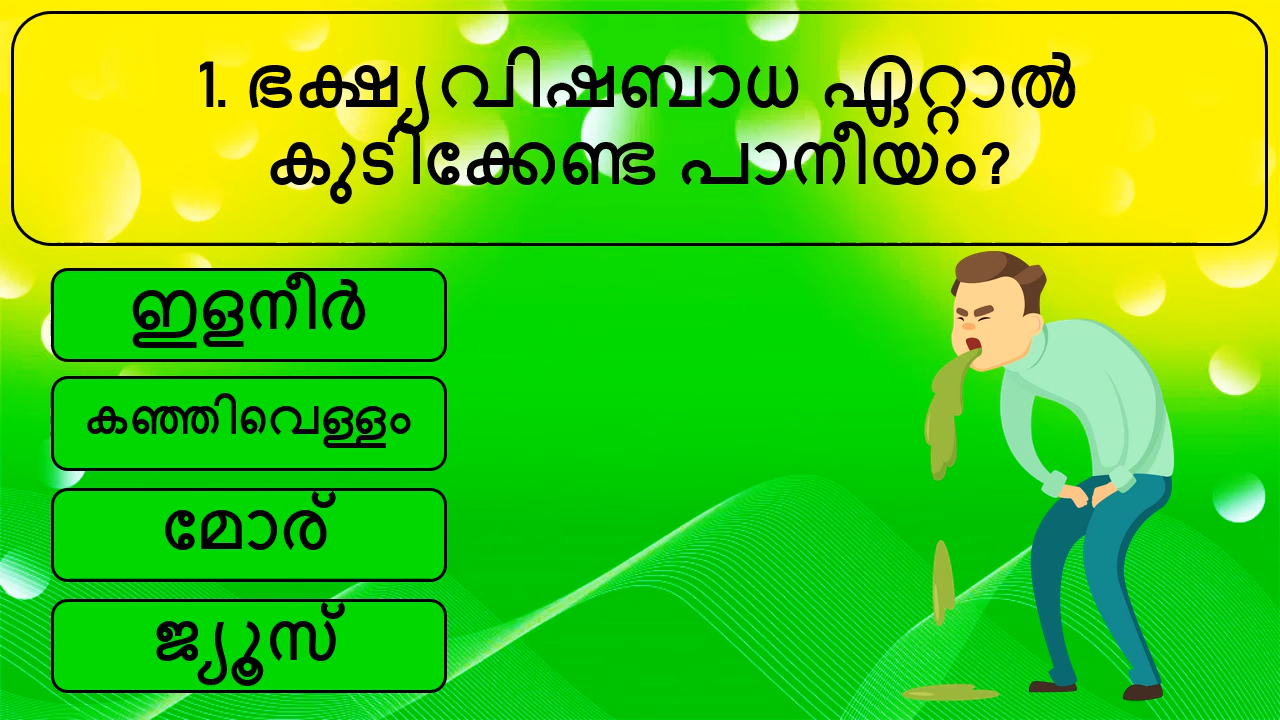 1. ഭക്ഷ്യവിഷബാധ ഏറ്റാൽ
കുടിക്കേണ്ട പാനീയം?
ഇളനീർ
കഞ്ഞിവെള്ളം
മോര്
ജ്യൂസ്